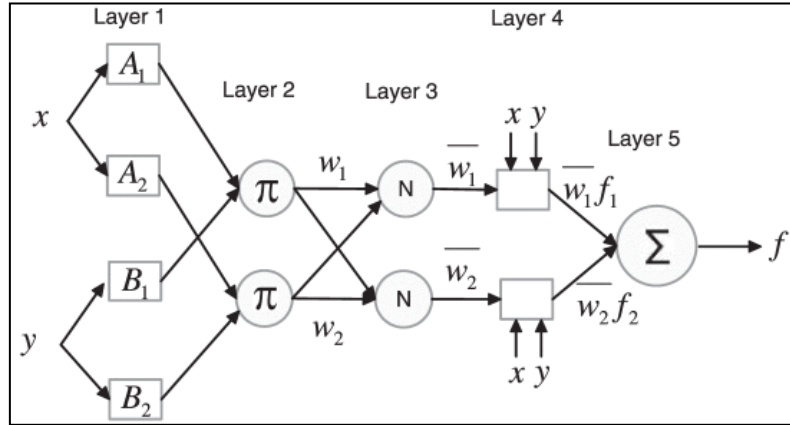 Layer 1
Layer 4
A₁
Layer 2
Layer 3
x y
x
w₁
w̅₁
Layer 5
A₂
π
N
w̅₁f₁
Σ
f
B₁
w̅₂
π
N
w̅₂f₂
y
w₂
x y
B₂